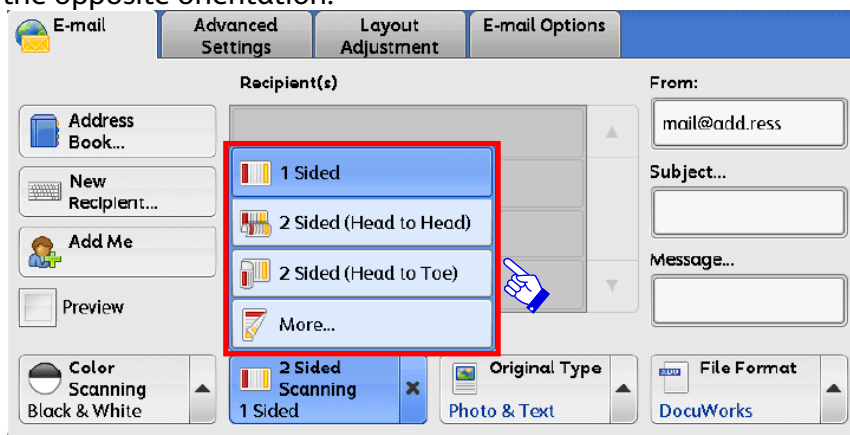 the opposite orientation.
E-mail
Advanced
Settings
Layout
Adjustment
E-mail Options
Recipient(s)
From:
Address
Book...
mail@add.ress
1 Sided
Subject...
New
Recipient...
2 Sided (Head to Head)
Add Me
Message...
2 Sided (Head to Toe)
Preview
More...
Color
Scanning
Black & White
2 Sided
Scanning
1 Sided
Original Type
Photo & Text
File Format
DocuWorks